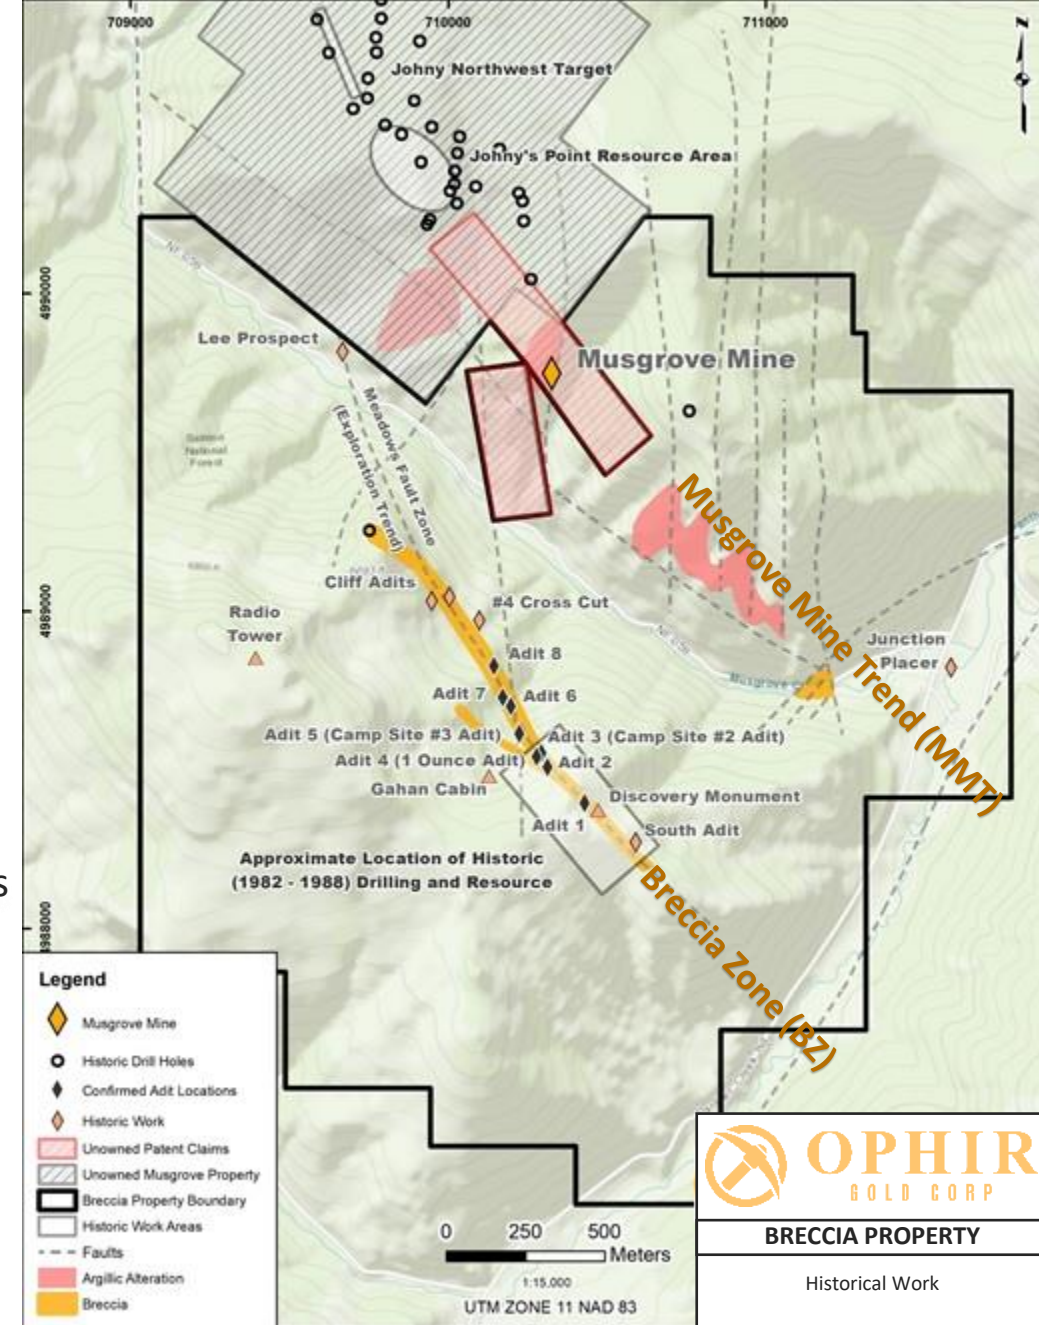 709000
710000
711000
N
Johny Northwest Target
Johny's Point Resource Area
4990000
Lee Prospect
Musgrove Mine
Meadows Fault Zone
(Exploration Trend)
National
Forest
Musgrove Mine Trend (MMT)
Cliff Adits
#4 Cross Cut
4989000
Radio
Tower
Adit 8
Junction
Placer
Adit 7
Adit 6
Adit 5 (Camp Site #3 Adit)
Adit 3 (Camp Site #2 Adit)
Adit 4 (1 Ounce Adit)
Adit 2
Gahan Cabin
Discovery Monument
Adit 1
South Adit
Approximate Location of Historic
(1982 - 1988) Drilling and Resource
s
Breccia Zone (BZ)
4988000
Legend
Musgrove Mine
Historic Drill Holes
Confirmed Adit Locations
Historic Work
Unowned Patent Claims
Unowned Musgrove Property
Breccia Property Boundary
Historic Work Areas
Faults
Argillic Alteration
Breccia
0 250 500
Meters
1:15,000
UTM ZONE 11 NAD 83
OPHIR
GOLD CORP
BRECCIA PROPERTY
Historical Work